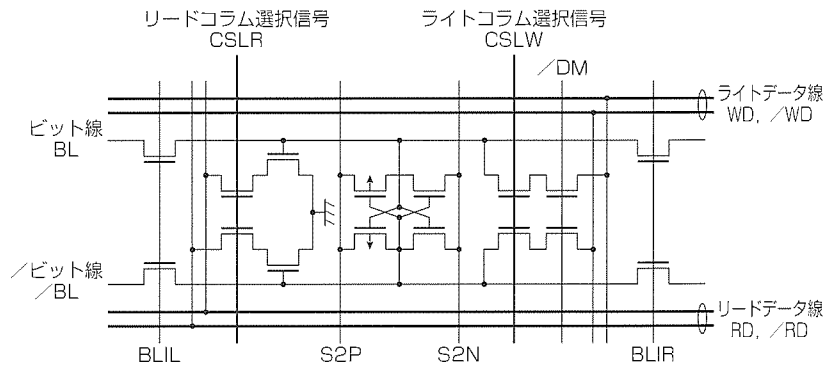 リードコラム選択信号
CSLR
ライトコラム選択信号
CSLW
／DM
ライトデータ線
WD, ／WD
ビット線
BL
／ビット線
／BL
リードデータ線
RD, ／RD
BLIL
S2P
S2N
BLIR